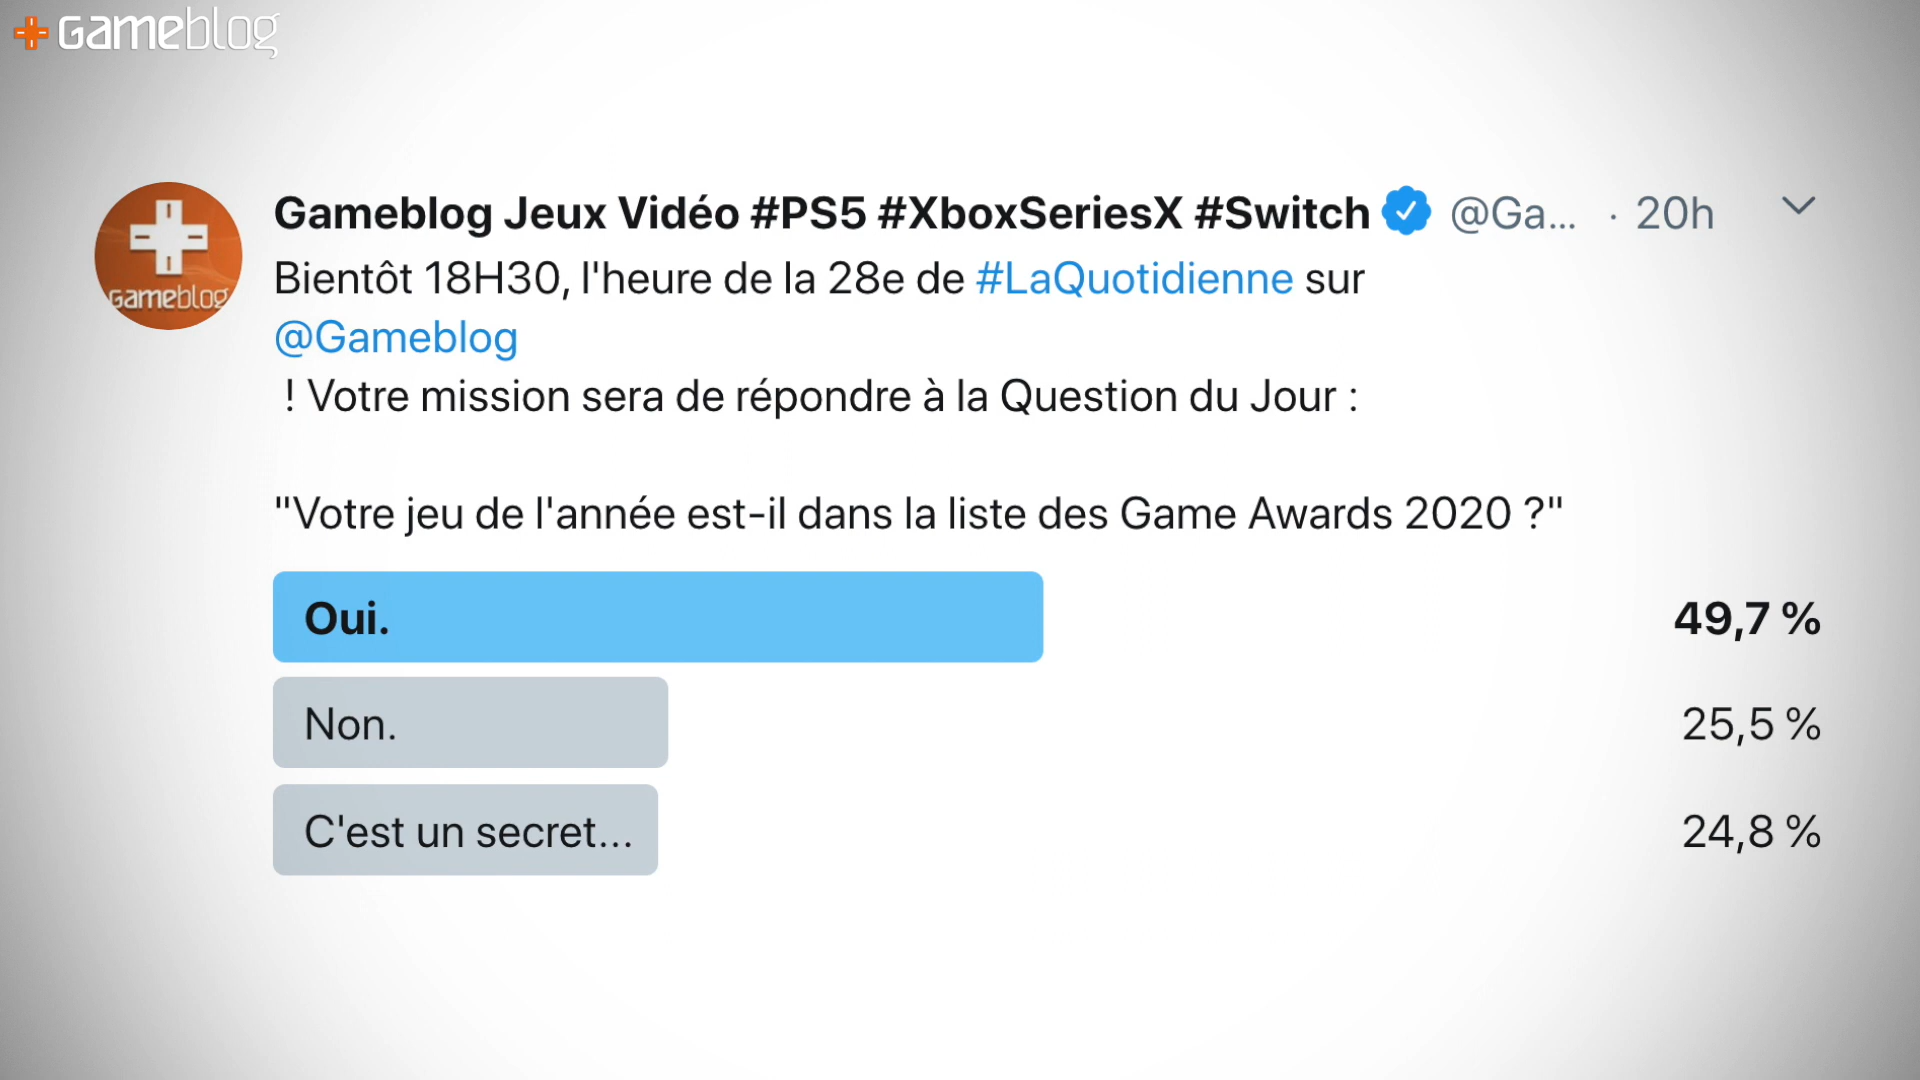 Gameblog
Gameblog Jeux Vidéo #PS5 #XboxSeriesX #Switch @Ga... · 20h
Bientôt 18H30, l'heure de la 28e de #LaQuotidienne sur
@Gameblog
! Votre mission sera de répondre à la Question du Jour :
"Votre jeu de l'année est-il dans la liste des Game Awards 2020 ?"
Oui. 49,7 %
Non. 25,5 %
C'est un secret... 24,8 %
Gameblog